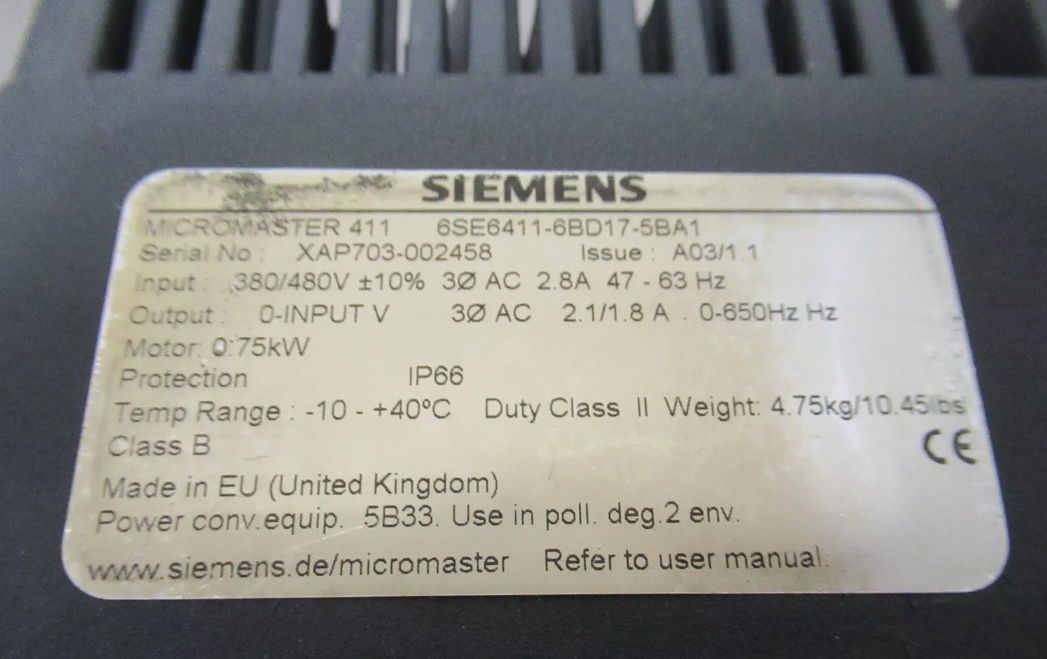 SIEMENS
MICROMASTER 411 6SE6411-6BD17-5BA1
Serial No : XAP703-002458 Issue : A03/1.1
Input : 380/480V ±10% 3Ø AC 2.8A 47 - 63 Hz
Output : 0-INPUT V 3Ø AC 2.1/1.8 A . 0-650Hz Hz
Motor: 0.75kW
Protection IP66
Temp Range : -10 - +40ºC Duty Class II Weight: 4.75kg/10.45lbs
Class B
CE
Made in EU (United Kingdom)
Power conv.equip. 5B33. Use in poll. deg.2 env.
www.siemens.de/micromaster Refer to user manual.